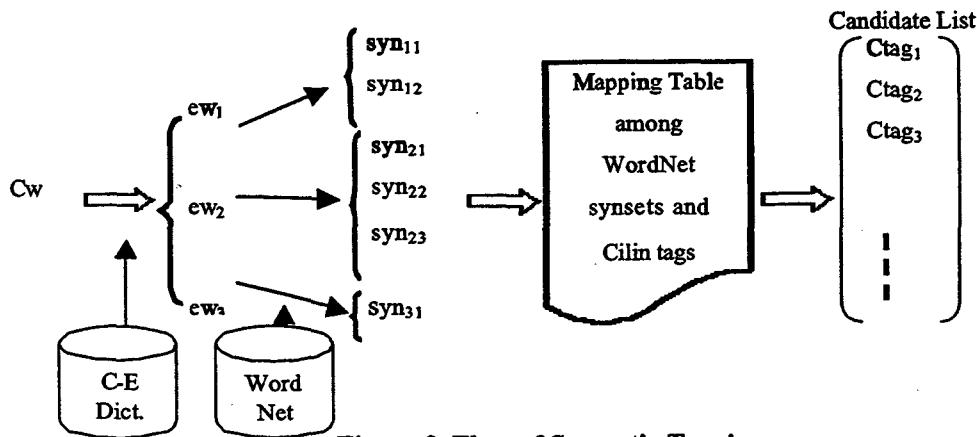 Candidate List
Cw
ew₁
ew₂
ew₃
syn₁₁
syn₁₂
syn₂₁
syn₂₂
syn₂₃
syn₃₁
C-E
Dict.
Word
Net
Mapping Table
among
WordNet
synsets and
Cilin tags
Ctag₁
Ctag₂
Ctag₃